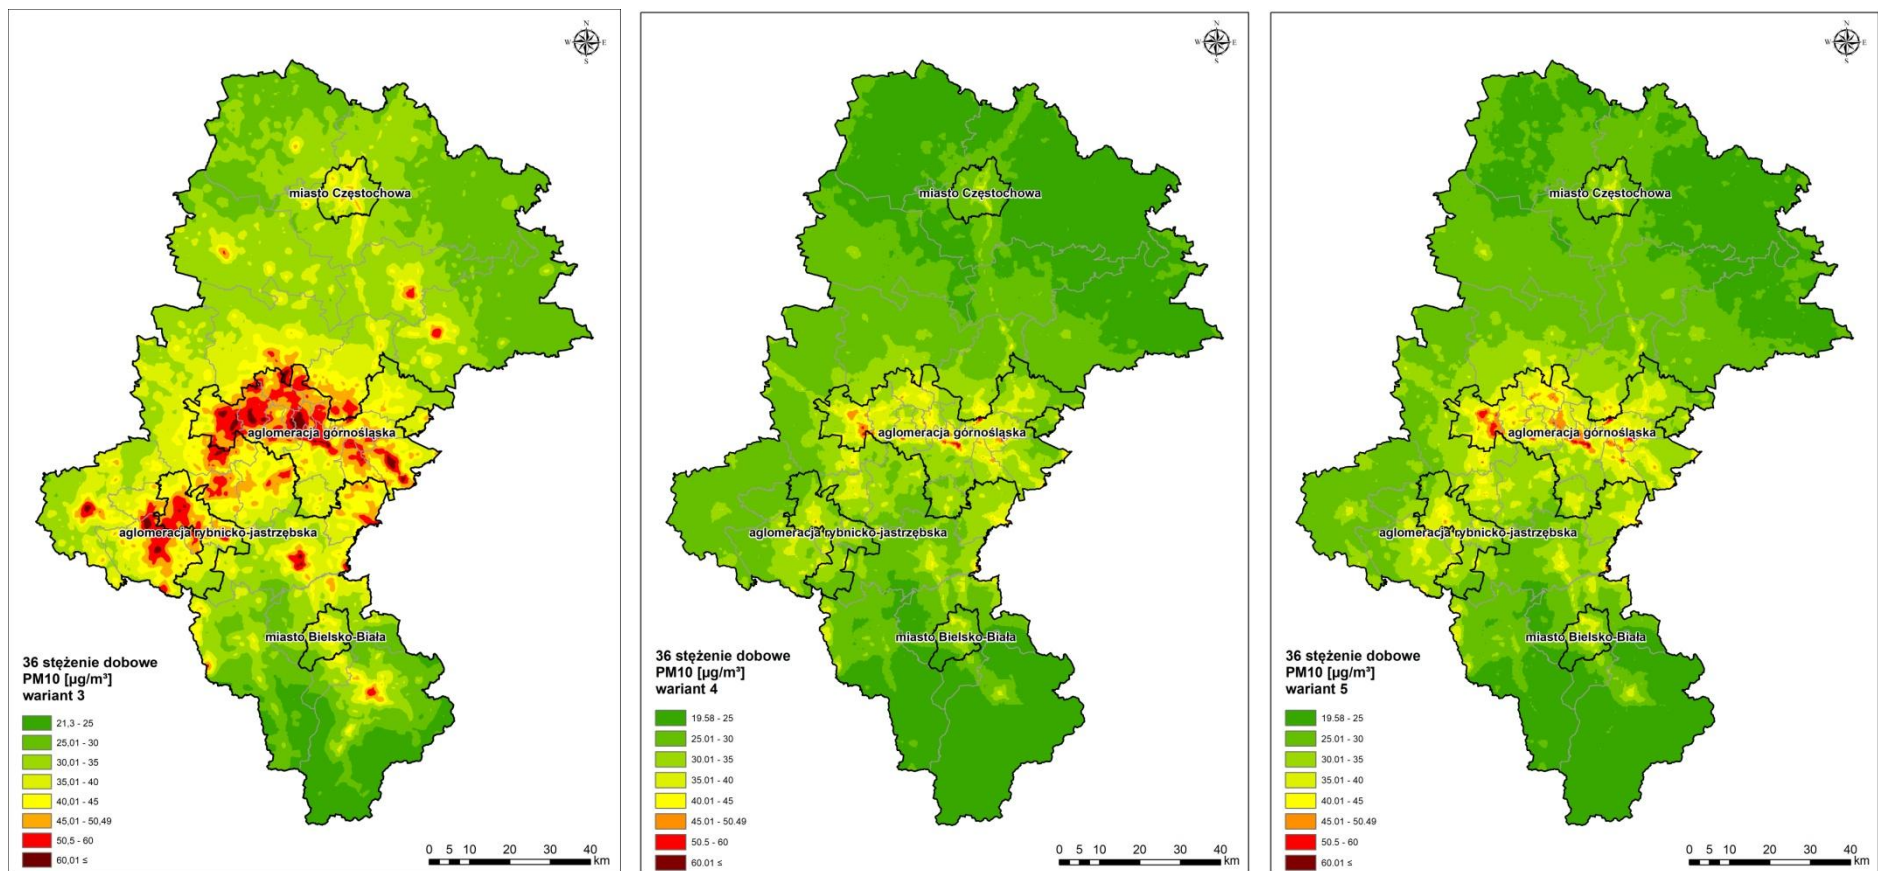 N
W E
S
miasto Częstochowa
aglomeracja górnośląska
aglomeracja rybnicko-jastrzębska
miasto Bielsko-Biała
36 stężenie dobowe
PM10 [µg/m³]
wariant 3
21,3 - 25
25,01 - 30
30,01 - 35
35,01 - 40
40,01 - 45
45,01 - 50,49
50,5 - 60
60,01 ≤
0 5 10 20 30 40
km
N
W E
S
miasto Częstochowa
aglomeracja górnośląska
aglomeracja rybnicko-jastrzębska
miasto Bielsko-Biała
36 stężenie dobowe
PM10 [µg/m³]
wariant 4
19.58 - 25
25.01 - 30
30.01 - 35
35.01 - 40
40.01 - 45
45.01 - 50.49
50.5 - 60
60.01 ≤
0 5 10 20 30 40
km
N
W E
S
miasto Częstochowa
aglomeracja górnośląska
aglomeracja rybnicko-jastrzębska
miasto Bielsko-Biała
36 stężenie dobowe
PM10 [µg/m³]
wariant 5
19.58 - 25
25.01 - 30
30.01 - 35
35.01 - 40
40.01 - 45
45.01 - 50.49
50.5 - 60
60.01 ≤
0 5 10 20 30 40
km